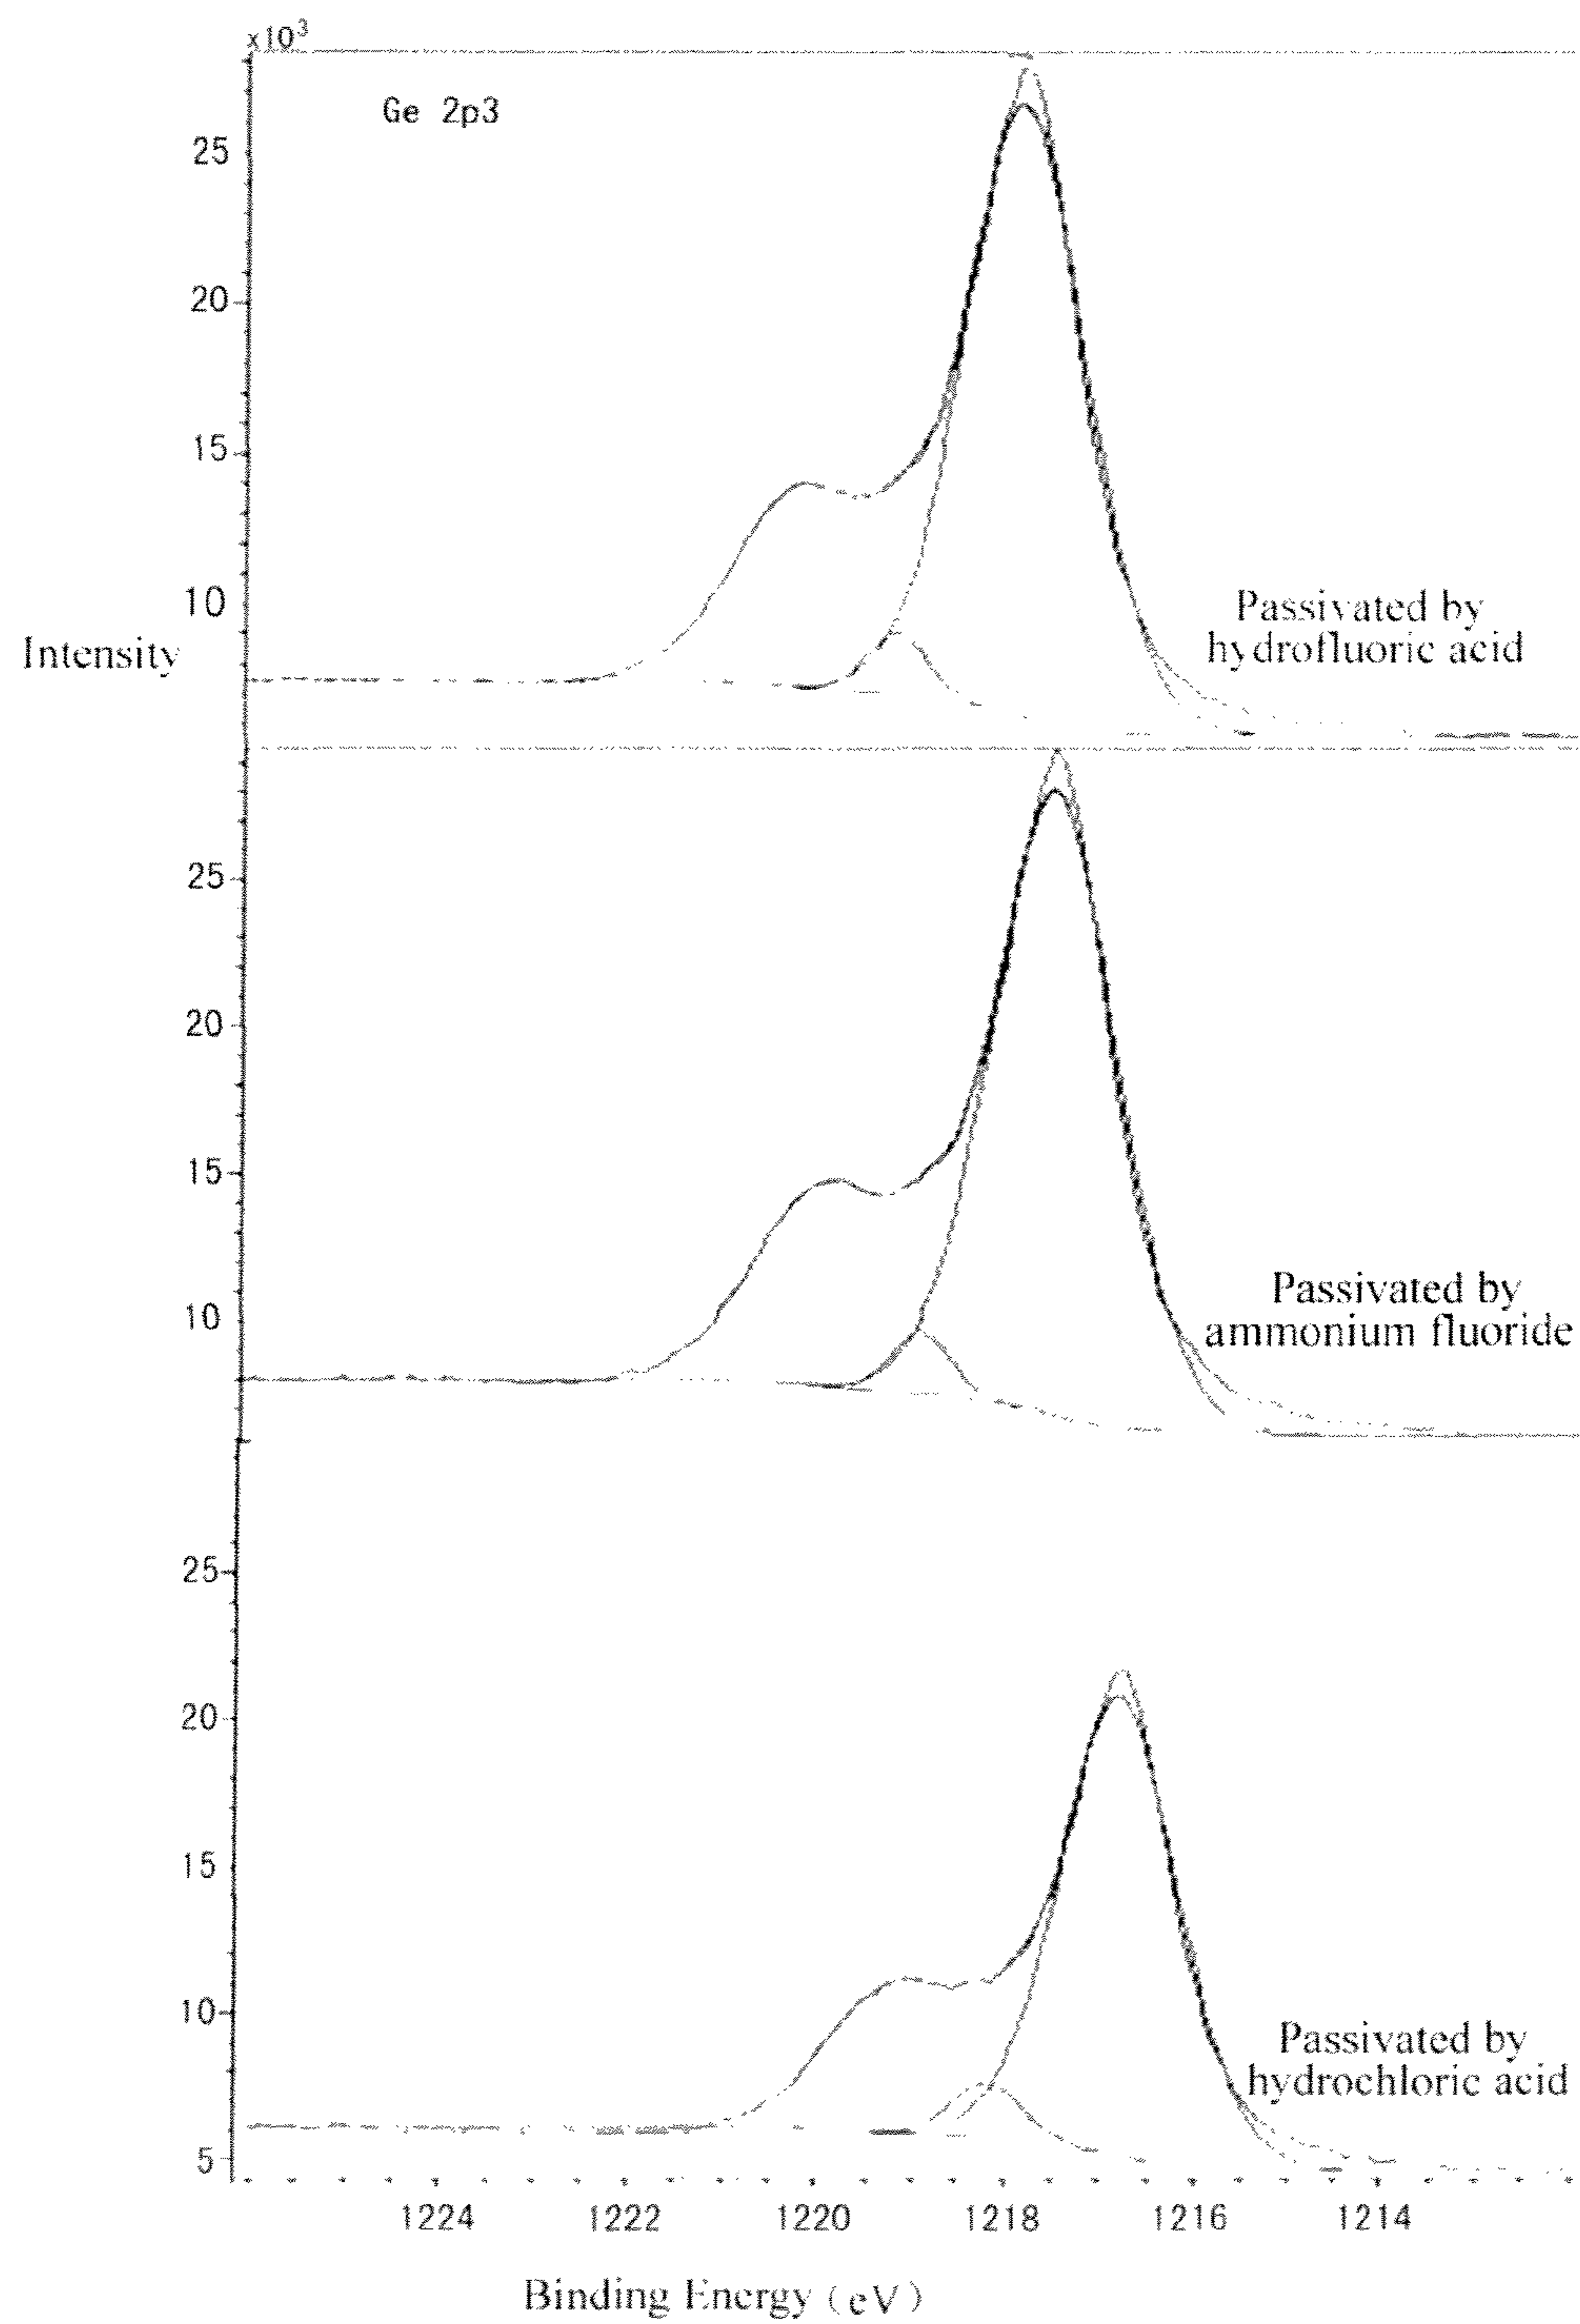 x10³
Ge 2p3
25
20
15
10
Intensity
Passivated by
hydrofluoric acid
25
20
15
10
Passivated by
ammonium fluoride
25
20
15
10
5
Passivated by
hydrochloric acid
1224 1222 1220 1218 1216 1214
Binding Energy (eV)